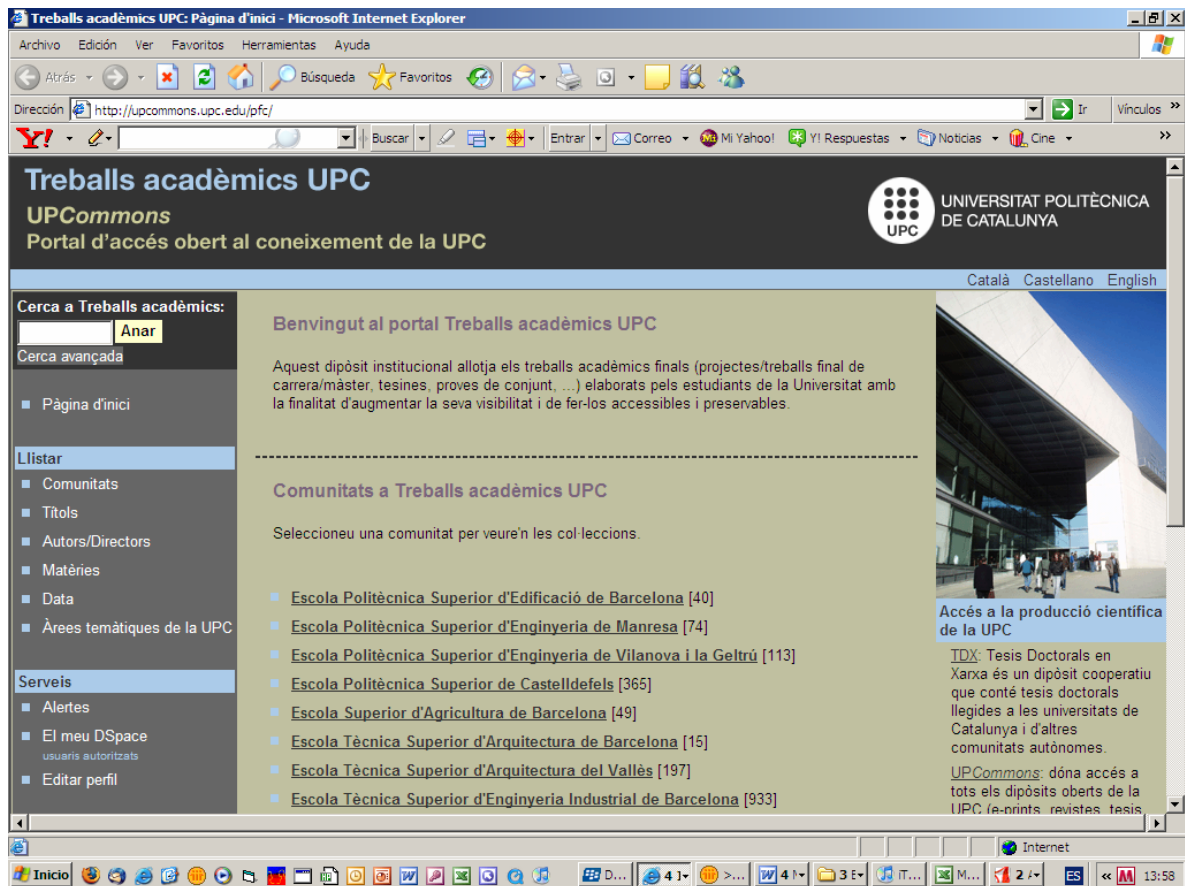 Treballs acadèmics UPC: Pàgina d'inici - Microsoft Internet Explorer
Archivo Edición Ver Favoritos Herramientas Ayuda
Atrás Búsqueda Favoritos
Dirección http://upcommons.upc.edu/pfc/ Ir Vínculos »
Y! Buscar Entrar Correo Mi Yahoo! Y! Respuestas Noticias Cine »
Treballs acadèmics UPC
UPCommons
Portal d'accés obert al coneixement de la UPC
UPC
UNIVERSITAT POLITÈCNICA
DE CATALUNYA
Català Castellano English
Cerca a Treballs acadèmics:
Anar
Cerca avançada
Pàgina d'inici
Llistar
Comunitats
Títols
Autors/Directors
Matèries
Data
Àrees temàtiques de la UPC
Serveis
Alertes
El meu DSpace
usuaris autoritzats
Editar perfil
Benvingut al portal Treballs acadèmics UPC
Aquest dipòsit institucional allotja els treballs acadèmics finals (projectes/treballs final de
carrera/màster, tesines, proves de conjunt, ...) elaborats pels estudiants de la Universitat amb
la finalitat d'augmentar la seva visibilitat i de fer-los accessibles i preservables.
Comunitats a Treballs acadèmics UPC
Seleccioneu una comunitat per veure'n les col·leccions.
Escola Politècnica Superior d'Edificació de Barcelona [40]
Escola Politècnica Superior d'Enginyeria de Manresa [74]
Escola Politècnica Superior d'Enginyeria de Vilanova i la Geltrú [113]
Escola Politècnica Superior de Castelldefels [365]
Escola Superior d'Agricultura de Barcelona [49]
Escola Tècnica Superior d'Arquitectura de Barcelona [15]
Escola Tècnica Superior d'Arquitectura del Vallès [197]
Escola Tècnica Superior d'Enginyeria Industrial de Barcelona [933]
Accés a la producció científica
de la UPC
TDX: Tesis Doctorals en
Xarxa és un dipòsit cooperatiu
que conté tesis doctorals
llegides a les universitats de
Catalunya i d'altres
comunitats autònomes.
UPCommons: dóna accés a
tots els dipòsits oberts de la
UPC (e-prints, revistes, tesis,
Internet
Inicio D... 4 >... 4 3 iT... M... 2 ES « 13:58